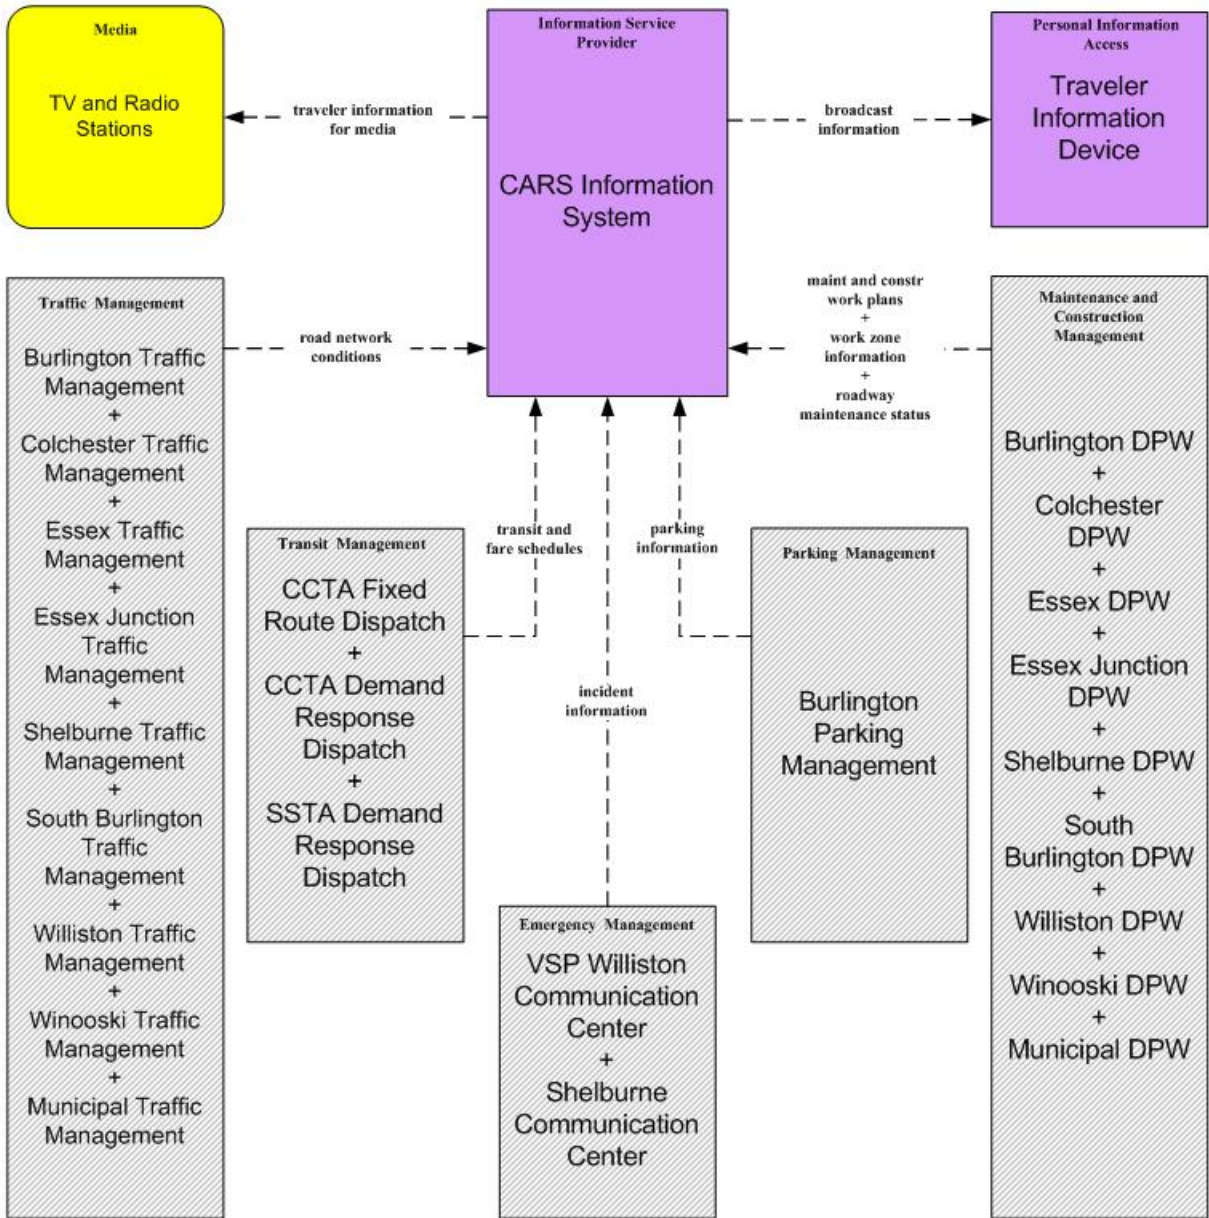 Media
TV and Radio
Stations
traveler information
for media
Information Service
Provider
CARS Information
System
broadcast
information
Personal Information
Access
Traveler
Information
Device
Traffic Management
Burlington Traffic
Management
+
Colchester Traffic
Management
+
Essex Traffic
Management
+
Essex Junction
Traffic
Management
+
Shelburne Traffic
Management
+
South Burlington
Traffic
Management
+
Williston Traffic
Management
+
Winooski Traffic
Management
+
Municipal Traffic
Management
road network
conditions
maint and constr
work plans
+
work zone
information
+
roadway
maintenance status
Maintenance and
Construction
Management
Burlington DPW
+
Colchester
DPW
+
Essex DPW
+
Essex Junction
DPW
+
Shelburne DPW
+
South
Burlington DPW
+
Williston DPW
+
Winooski DPW
+
Municipal DPW
Transit Management
CCTA Fixed
Route Dispatch
+
CCTA Demand
Response
Dispatch
+
SSTA Demand
Response
Dispatch
transit and
fare schedules
parking
information
Parking Management
Burlington
Parking
Management
incident
information
Emergency Management
VSP Williston
Communication
Center
+
Shelburne
Communication
Center